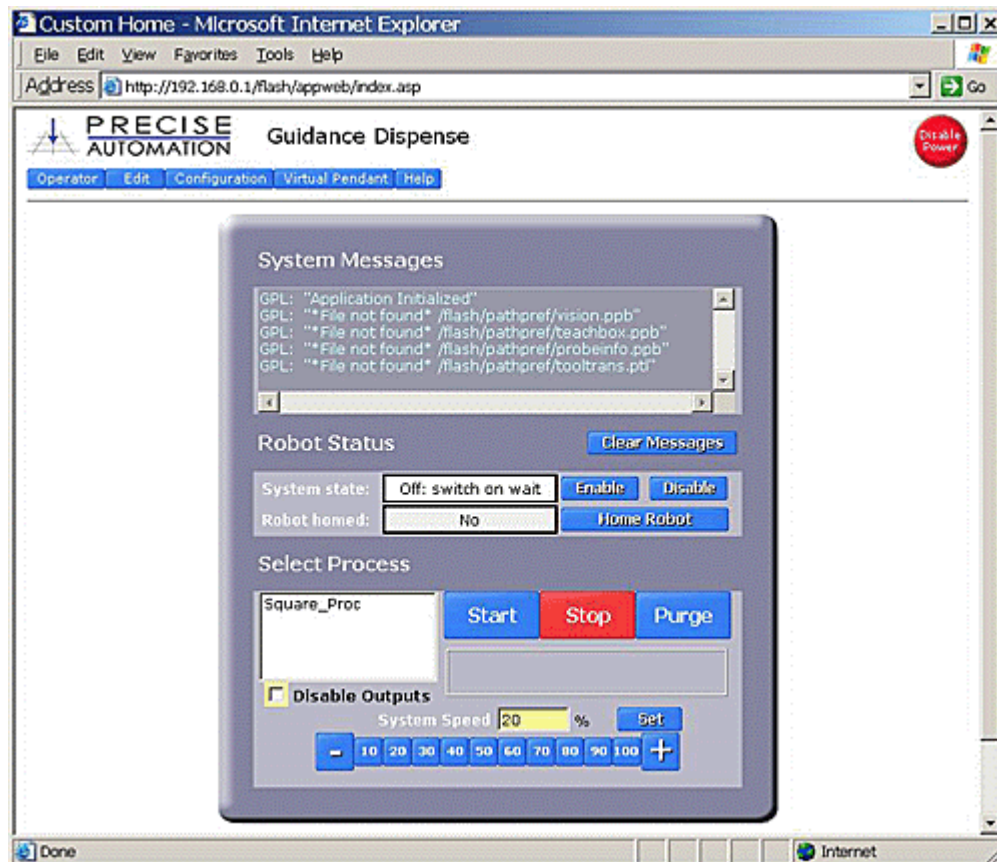 Custom Home - Microsoft Internet Explorer
File Edit View Favorites Tools Help
Address http://192.168.0.1/flash/appweb/index.asp Go
PRECISE
AUTOMATION
Guidance Dispense
Disable
Power
Operator Edit Configuration Virtual Pendant Help
System Messages
GPL: "Application Initialized"
GPL: "*File not found* /flash/pathpref/vision.ppb"
GPL: "*File not found* /flash/pathpref/teachbox.ppb"
GPL: "*File not found* /flash/pathpref/probeinfo.ppb"
GPL: "*File not found* /flash/pathpref/tooltrans.ptl"
Robot Status Clear Messages
System state: Off: switch on wait Enable Disable
Robot homed: No Home Robot
Select Process
Square_Proc
Start Stop Purge
Disable Outputs
System Speed 20 % Set
- 10 20 30 40 50 60 70 80 90 100 +
Done Internet